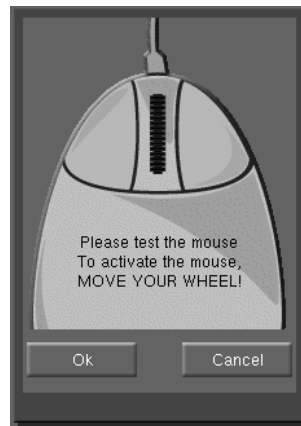 Please test the mouse
To activate the mouse,
MOVE YOUR WHEEL!
Ok
Cancel